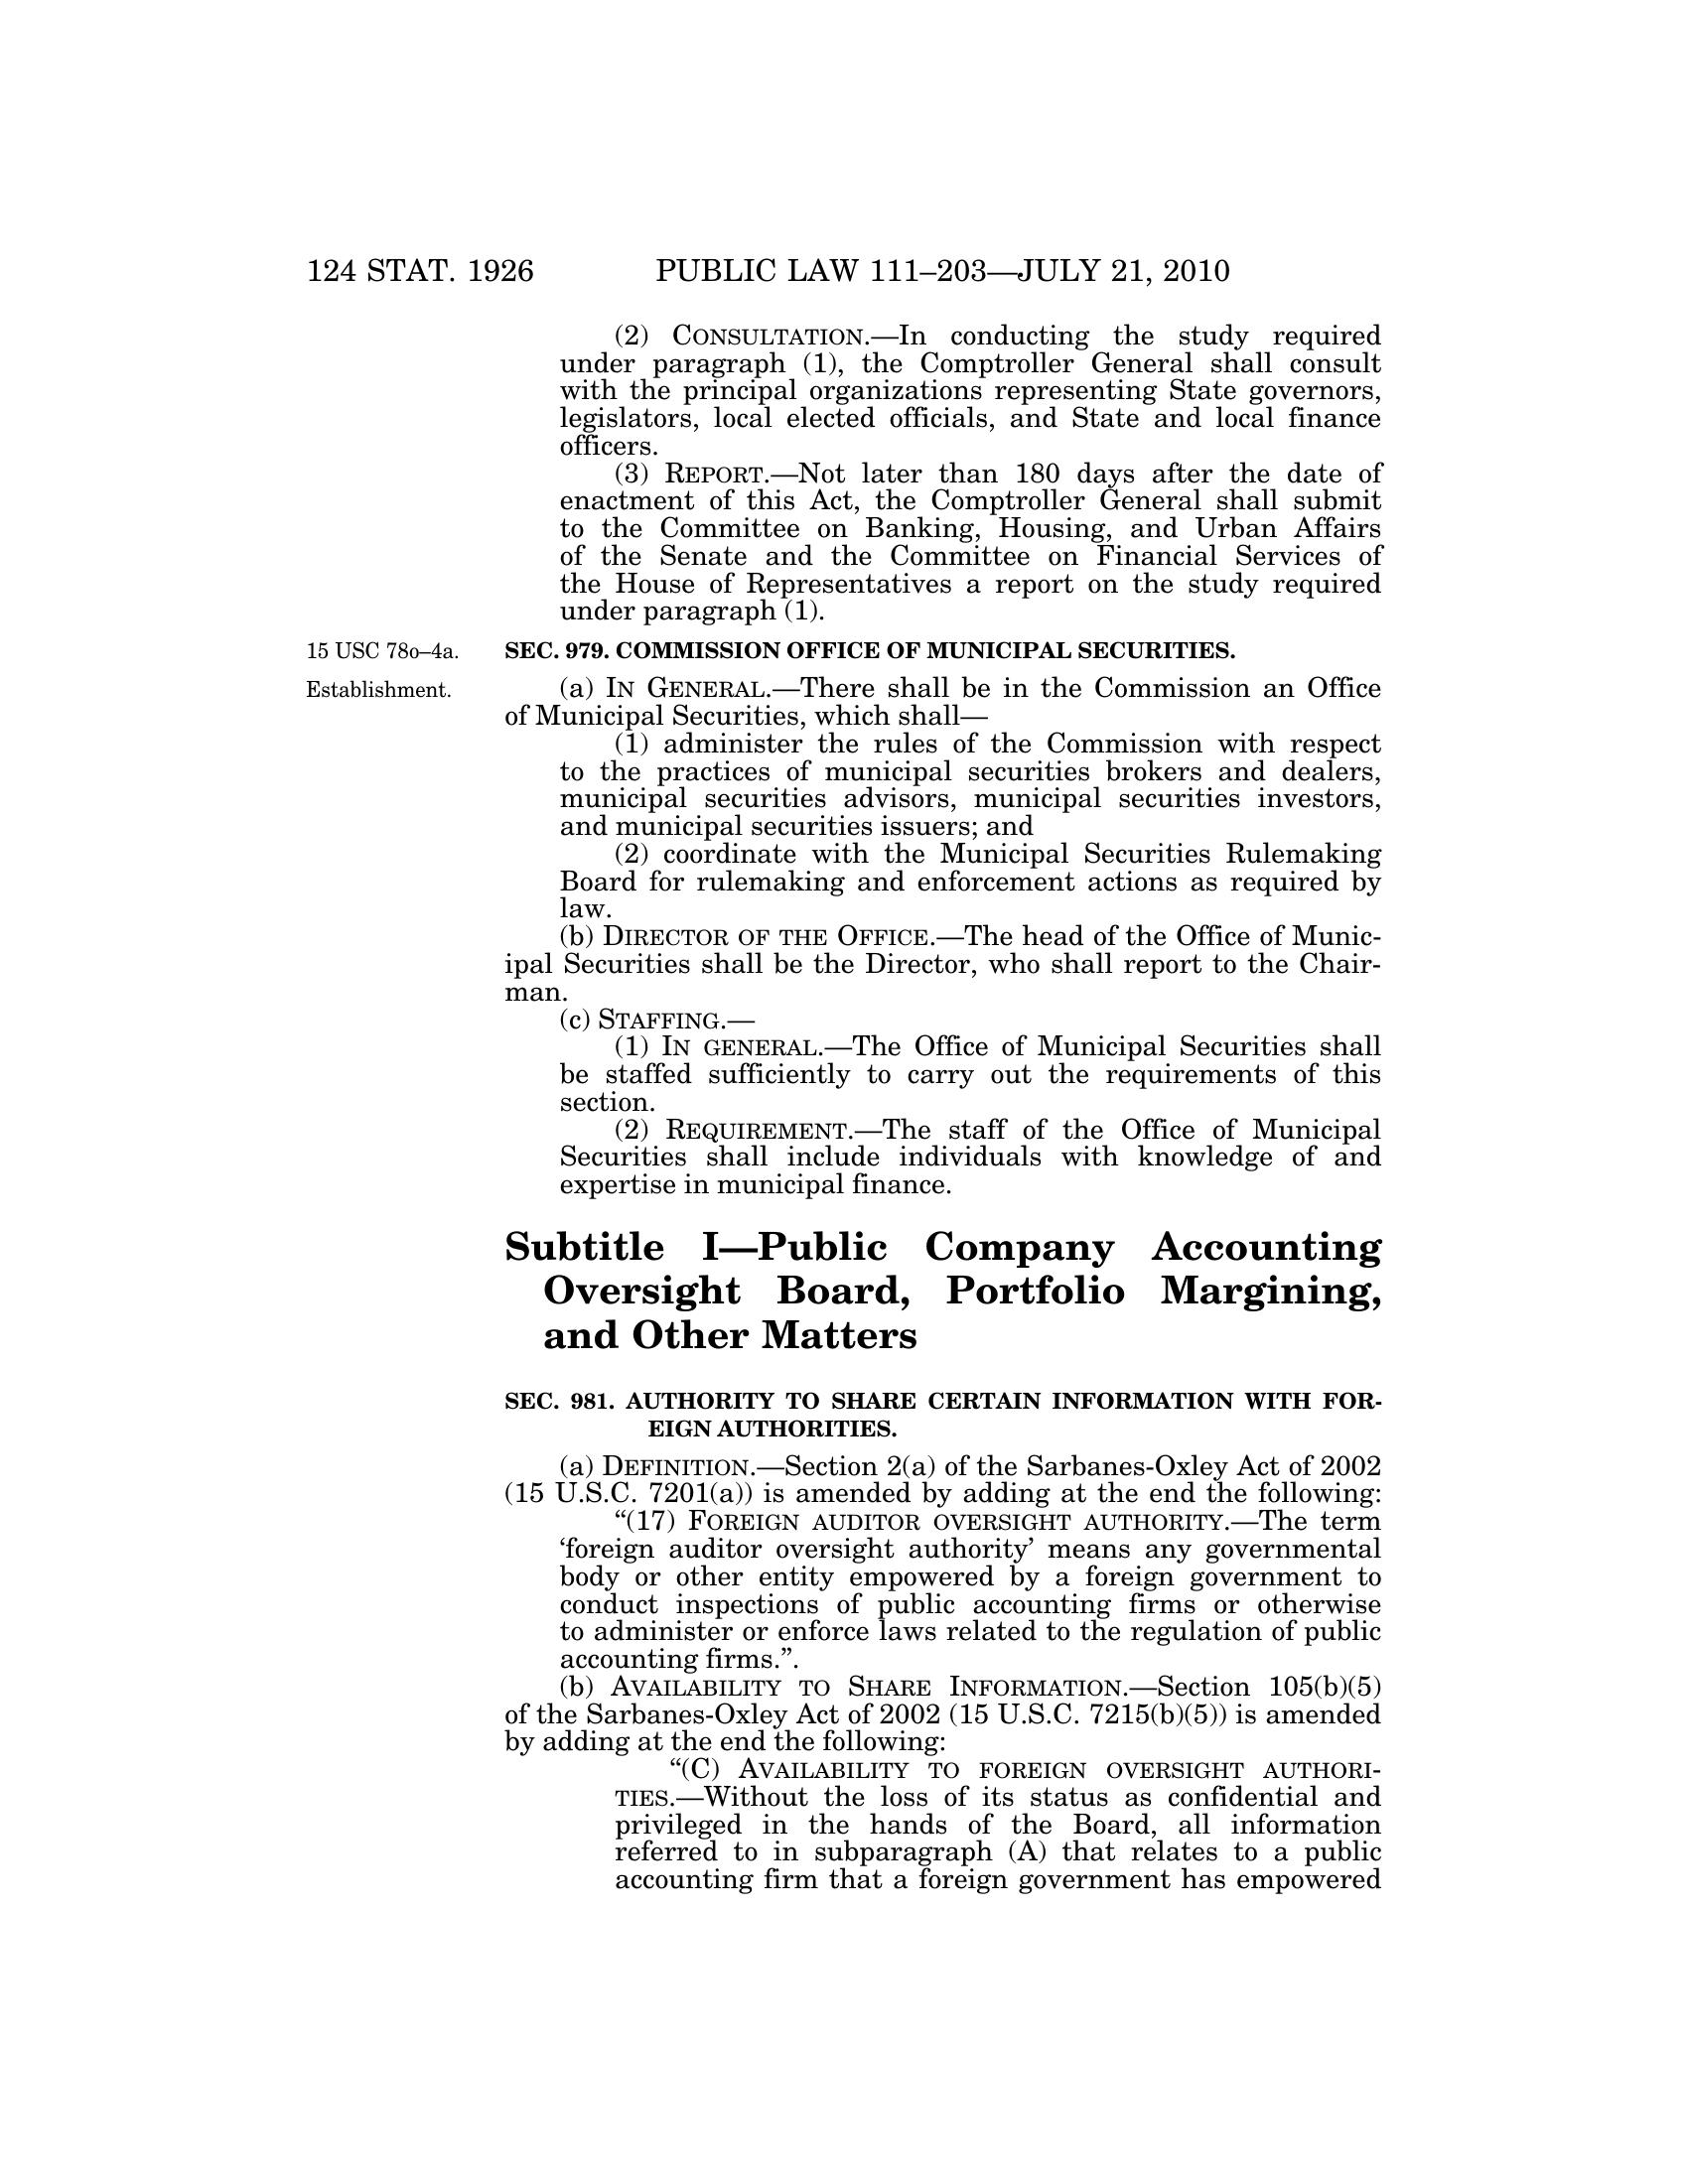 124 STAT. 1926 PUBLIC LAW 111–203—JULY 21, 2010
(2) CONSULTATION.—In conducting the study required
under paragraph (1), the Comptroller General shall consult
with the principal organizations representing State governors,
legislators, local elected officials, and State and local finance
officers.
(3) REPORT.—Not later than 180 days after the date of
enactment of this Act, the Comptroller General shall submit
to the Committee on Banking, Housing, and Urban Affairs
of the Senate and the Committee on Financial Services of
the House of Representatives a report on the study required
under paragraph (1).
15 USC 78o–4a. SEC. 979. COMMISSION OFFICE OF MUNICIPAL SECURITIES.
Establishment. (a) IN GENERAL.—There shall be in the Commission an Office
of Municipal Securities, which shall—
(1) administer the rules of the Commission with respect
to the practices of municipal securities brokers and dealers,
municipal securities advisors, municipal securities investors,
and municipal securities issuers; and
(2) coordinate with the Municipal Securities Rulemaking
Board for rulemaking and enforcement actions as required by
law.
(b) DIRECTOR OF THE OFFICE.—The head of the Office of Munic-
ipal Securities shall be the Director, who shall report to the Chair-
man.
(c) STAFFING.—
(1) IN GENERAL.—The Office of Municipal Securities shall
be staffed sufficiently to carry out the requirements of this
section.
(2) REQUIREMENT.—The staff of the Office of Municipal
Securities shall include individuals with knowledge of and
expertise in municipal finance.
Subtitle I—Public Company Accounting
Oversight Board, Portfolio Margining,
and Other Matters
SEC. 981. AUTHORITY TO SHARE CERTAIN INFORMATION WITH FOR-
EIGN AUTHORITIES.
(a) DEFINITION.—Section 2(a) of the Sarbanes-Oxley Act of 2002
(15 U.S.C. 7201(a)) is amended by adding at the end the following:
“(17) FOREIGN AUDITOR OVERSIGHT AUTHORITY.—The term
‘foreign auditor oversight authority’ means any governmental
body or other entity empowered by a foreign government to
conduct inspections of public accounting firms or otherwise
to administer or enforce laws related to the regulation of public
accounting firms.”.
(b) AVAILABILITY TO SHARE INFORMATION.—Section 105(b)(5)
of the Sarbanes-Oxley Act of 2002 (15 U.S.C. 7215(b)(5)) is amended
by adding at the end the following:
“(C) AVAILABILITY TO FOREIGN OVERSIGHT AUTHORI-
TIES.—Without the loss of its status as confidential and
privileged in the hands of the Board, all information
referred to in subparagraph (A) that relates to a public
accounting firm that a foreign government has empowered